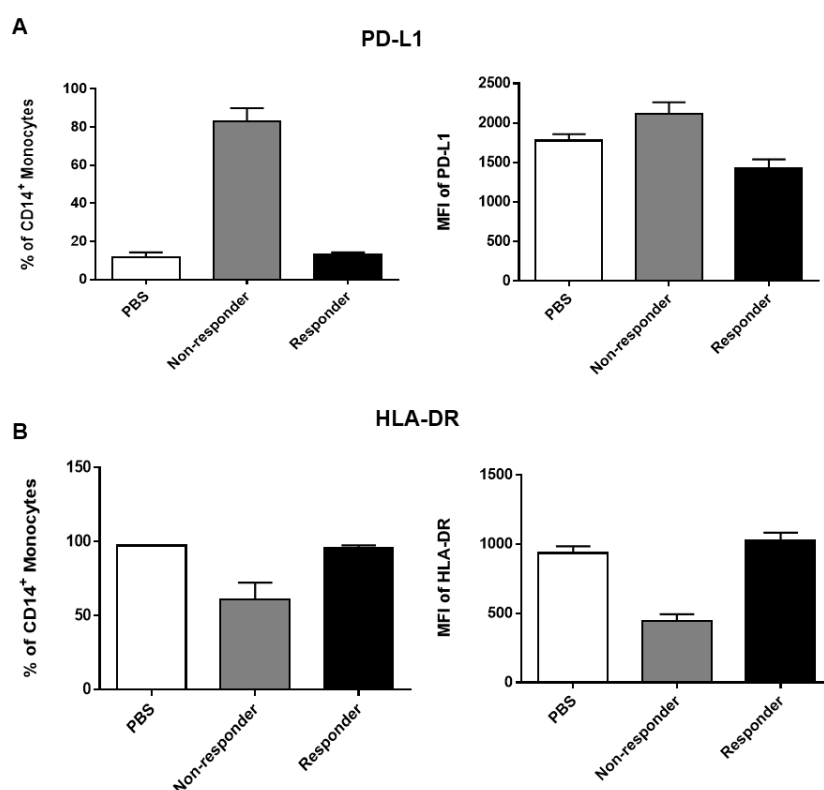 A
PD-L1
% of CD14+ Monocytes
100
80
60
40
20
0
PBS
Non-responder
Responder
MFI of PD-L1
2500
2000
1500
1000
500
0
PBS
Non-responder
Responder
B
HLA-DR
% of CD14+ Monocytes
150
100
50
0
PBS
Non-responder
Responder
MFI of HLA-DR
1500
1000
500
0
PBS
Non-responder
Responder